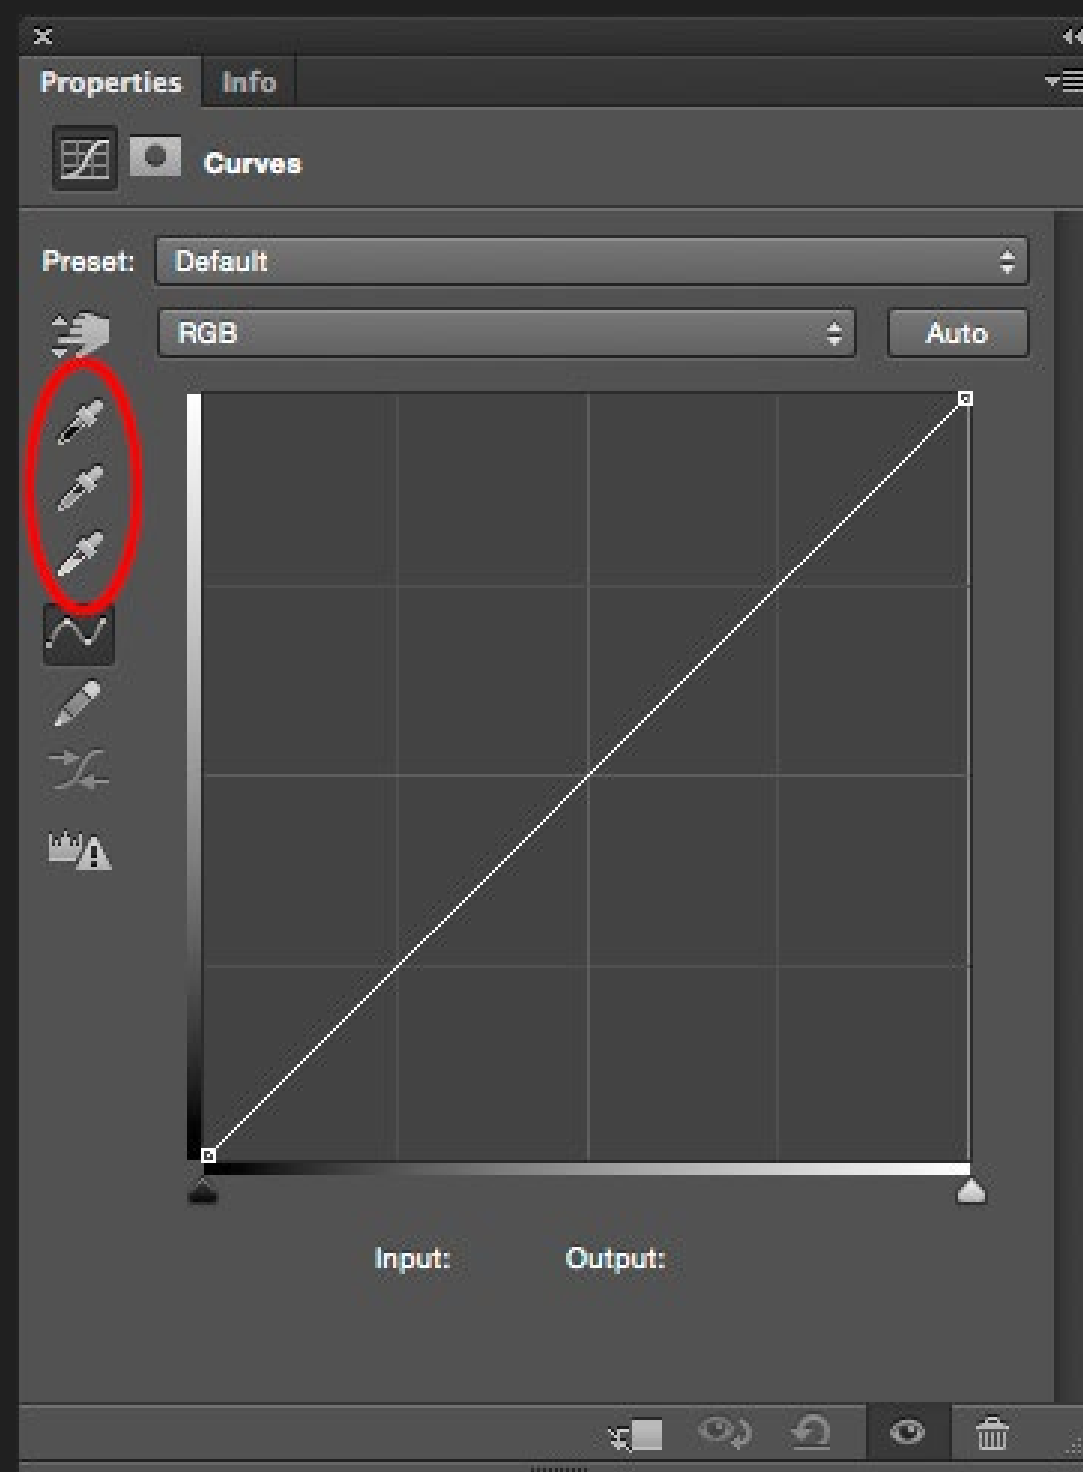 Properties Info
Curves
Preset: Default
RGB Auto
Input: Output: